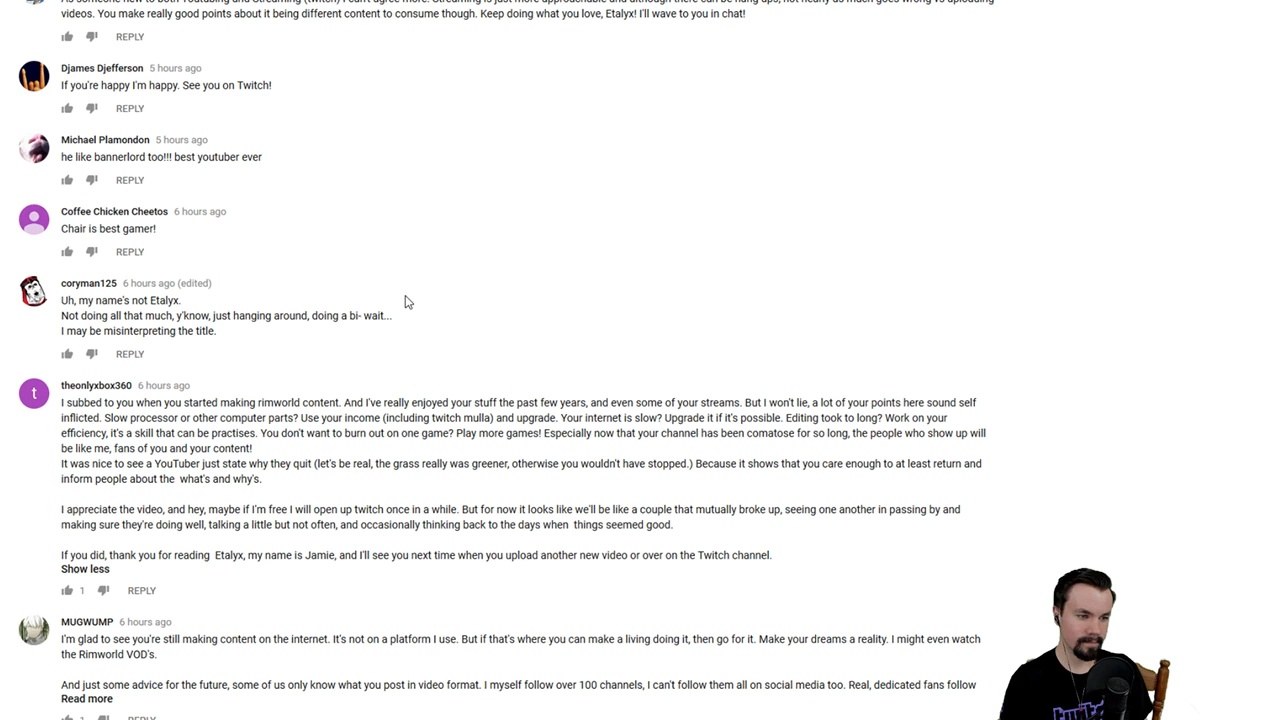 As someone new to both Youtubing and Streaming (twitch) I can't agree more. Streaming is just more approachable and although there can be hang ups, not nearly as much goes wrong vs uploading
videos. You make really good points about it being different content to consume though. Keep doing what you love, Etalyx! I'll wave to you in chat!
REPLY
Djames Djefferson 5 hours ago
If you're happy I'm happy. See you on Twitch!
REPLY
Michael Plamondon 5 hours ago
he like bannerlord too!!! best youtuber ever
REPLY
Coffee Chicken Cheetos 6 hours ago
Chair is best gamer!
REPLY
coryman125 6 hours ago (edited)
Uh, my name's not Etalyx.
Not doing all that much, y'know, just hanging around, doing a bi- wait...
I may be misinterpreting the title.
REPLY
t theonlyxbox360 6 hours ago
I subbed to you when you started making rimworld content. And I've really enjoyed your stuff the past few years, and even some of your streams. But I won't lie, a lot of your points here sound self
inflicted. Slow processor or other computer parts? Use your income (including twitch mulla) and upgrade. Your internet is slow? Upgrade it if it's possible. Editing took to long? Work on your
efficiency, it's a skill that can be practises. You don't want to burn out on one game? Play more games! Especially now that your channel has been comatose for so long, the people who show up will
be like me, fans of you and your content!
It was nice to see a YouTuber just state why they quit (let's be real, the grass really was greener, otherwise you wouldn't have stopped.) Because it shows that you care enough to at least return and
inform people about the what's and why's.
I appreciate the video, and hey, maybe if I'm free I will open up twitch once in a while. But for now it looks like we'll be like a couple that mutually broke up, seeing one another in passing by and
making sure they're doing well, talking a little but not often, and occasionally thinking back to the days when things seemed good.
If you did, thank you for reading Etalyx, my name is Jamie, and I'll see you next time when you upload another new video or over on the Twitch channel.
Show less
1 REPLY
MUGWUMP 6 hours ago
I'm glad to see you're still making content on the internet. It's not on a platform I use. But if that's where you can make a living doing it, then go for it. Make your dreams a reality. I might even watch
the Rimworld VOD's.
And just some advice for the future, some of us only know what you post in video format. I myself follow over 100 channels, I can't follow them all on social media too. Real, dedicated fans follow
Read more
1 REPLY